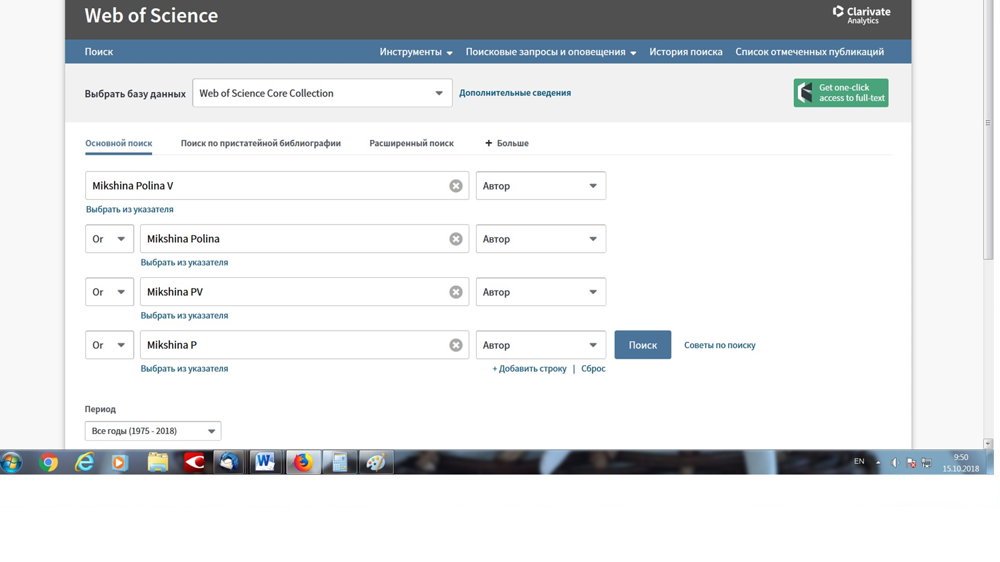 Web of Science
Clarivate
Analytics
Поиск
Инструменты
Поисковые запросы и оповещения
История поиска
Список отмеченных публикаций
Выбрать базу данных
Web of Science Core Collection
Дополнительные сведения
Get one-click
access to full-text
Основной поиск
Поиск по пристатейной библиографии
Расширенный поиск
+ Больше
Mikshina Polina V
Автор
Выбрать из указателя
Or
Mikshina Polina
Автор
Выбрать из указателя
Or
Mikshina PV
Автор
Выбрать из указателя
Or
Mikshina P
Автор
Поиск
Советы по поиску
Выбрать из указателя
+ Добавить строку | Сброс
Период
Все годы (1975 - 2018)
EN
9:50
15.10.2018